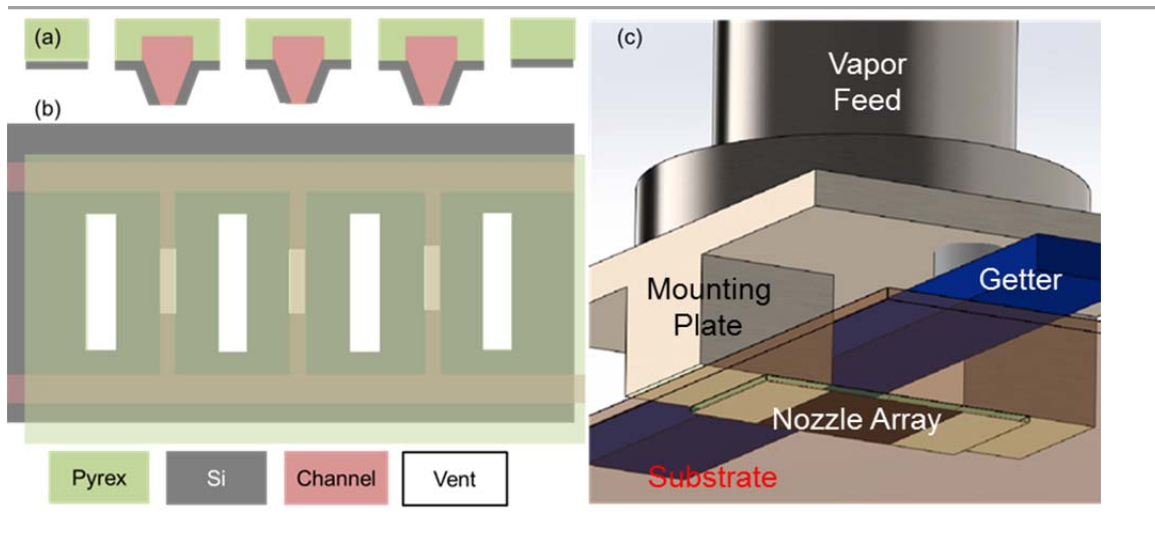 (a)
(b)
Pyrex
Si
Channel
Vent
(c)
Vapor
Feed
Getter
Mounting
Plate
Nozzle Array
Substrate